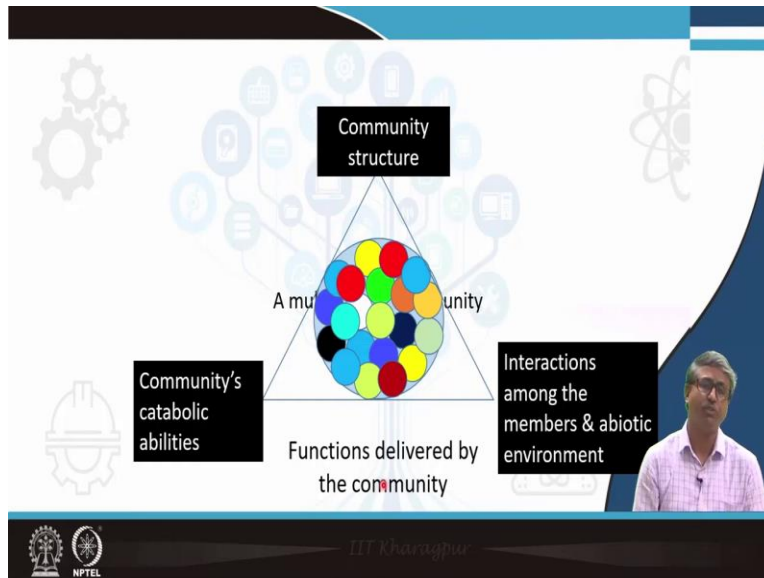 Community
structure
A mu unity
Community's
catabolic
abilities
Interactions
among the
members & abiotic
environment
Functions delivered by
the community
NPTEL
IIT Kharagpur